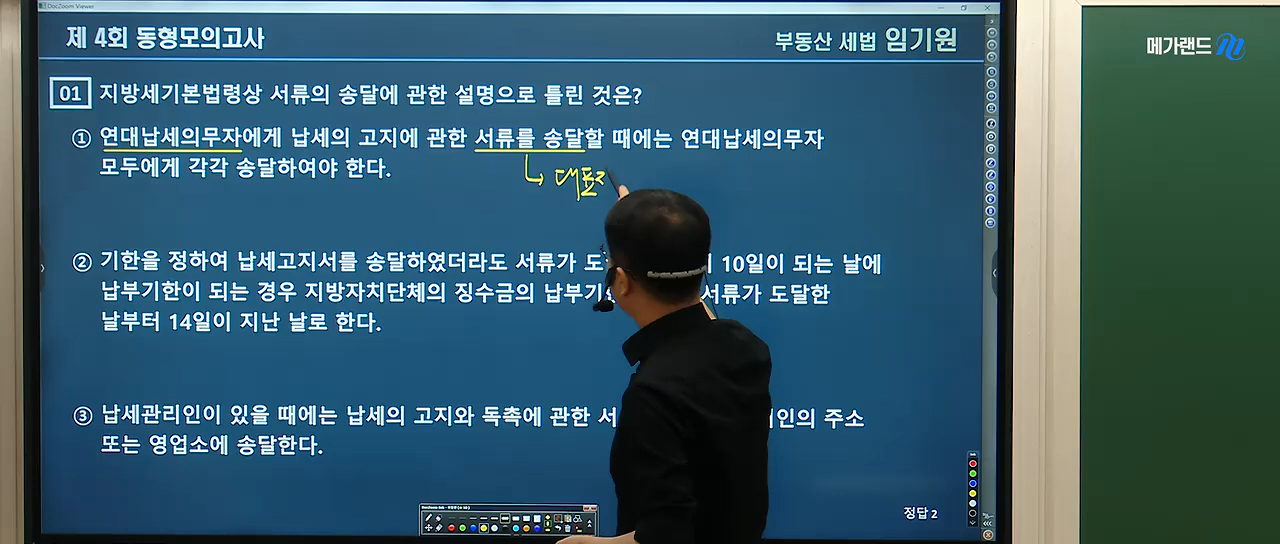 DocZoom Viewer
제 4회 동형모의고사
부동산 세법 임기원
메가랜드
01 지방세기본법령상 서류의 송달에 관한 설명으로 틀린 것은?
① 연대납세의무자에게 납세의 고지에 관한 서류를 송달할 때에는 연대납세의무자
모두에게 각각 송달하여야 한다.
대표
② 기한을 정하여 납세고지서를 송달하였더라도 서류가 10일이 되는 날에
납부기한이 되는 경우 지방자치단체의 징수금의 서류가 도달한
날부터 14일이 지난 날로 한다.
③ 납세관리인이 있을 때에는 납세의 고지와 독촉에 관한 주소
또는 영업소에 송달한다.
정답 2